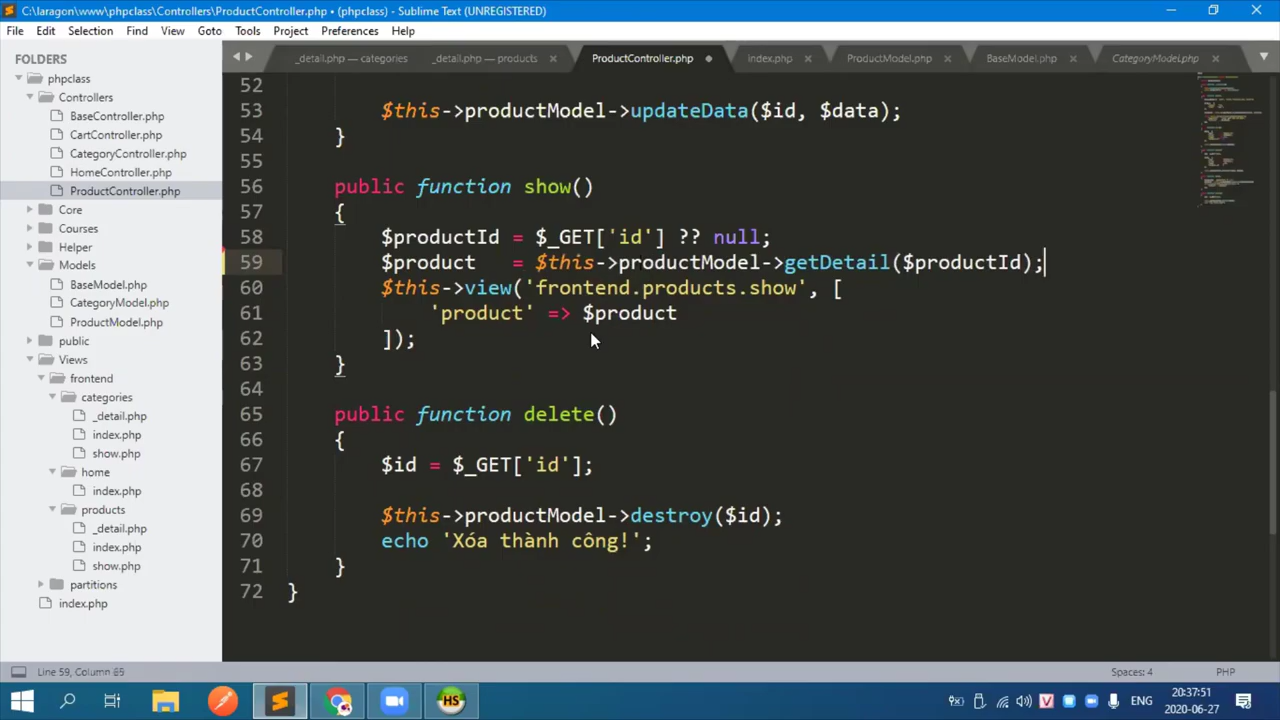 C:\laragon\www\phpclass\Controllers\ProductController.php • (phpclass) - Sublime Text (UNREGISTERED)
File Edit Selection Find View Goto Tools Project Preferences Help
FOLDERS
phpclass
Controllers
BaseController.php
CartController.php
CategoryController.php
HomeController.php
ProductController.php
Core
Courses
Helper
Models
BaseModel.php
CategoryModel.php
ProductModel.php
public
Views
frontend
categories
_detail.php
index.php
show.php
home
index.php
products
_detail.php
index.php
show.php
partitions
index.php
_detail.php — categories _detail.php — products ProductController.php index.php ProductModel.php BaseModel.php CategoryModel.php
52
53 $this->productModel->updateData($id, $data);
54 }
55
56 public function show()
57 {
58 $productId = $_GET['id'] ?? null;
59 $product = $this->productModel->getDetail($productId);
60 $this->view('frontend.products.show', [
61 'product' => $product
62 ]);
63 }
64
65 public function delete()
66 {
67 $id = $_GET['id'];
68
69 $this->productModel->destroy($id);
70 echo 'Xóa thành công!';
71 }
72 }
Line 59, Column 65 Spaces: 4 PHP
HS ENG 20:37:51
2020-06-27